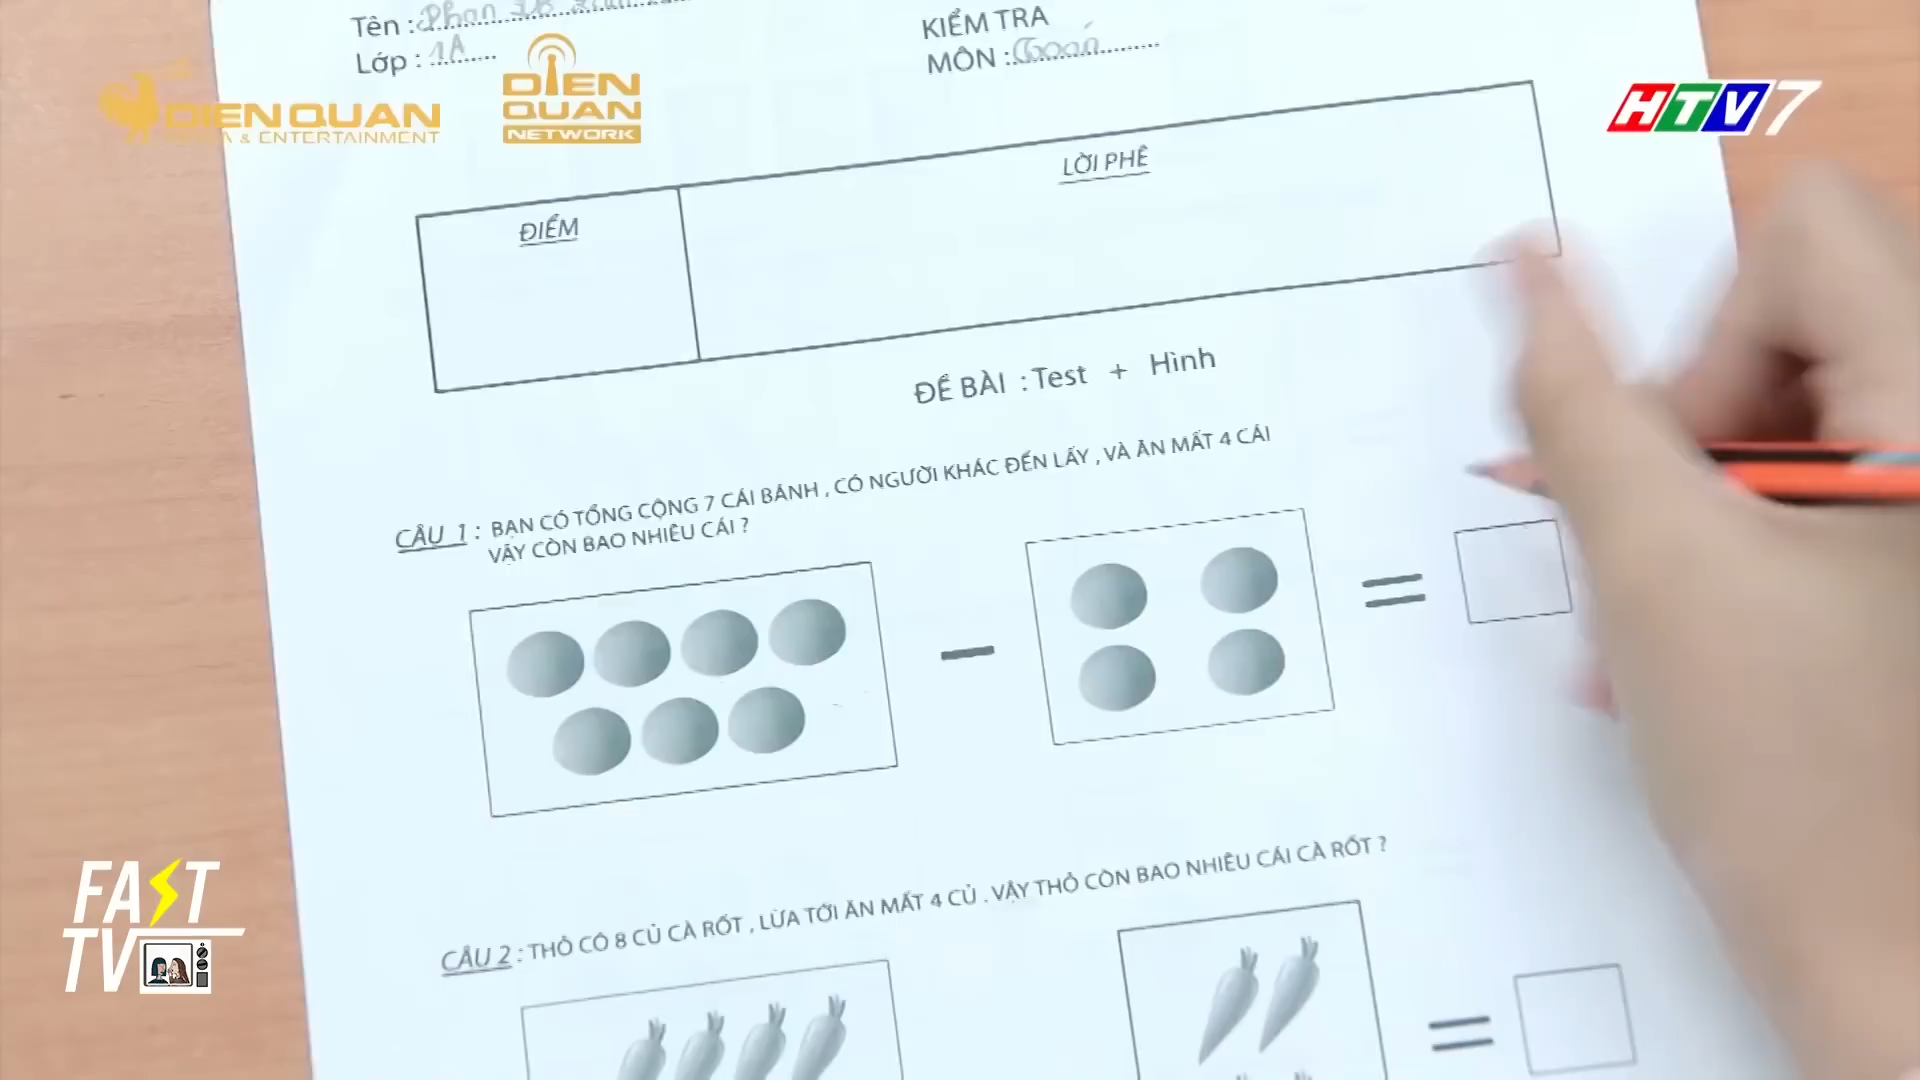 Tên : Phan
Lớp : 1A
KIỂM TRA
MÔN : Toán
DIEN QUAN
& ENTERTAINMENT
DIEN
QUAN
NETWORK
HTV7
ĐIỂM
LỜI PHÊ
ĐỀ BÀI : Test + Hình
CÂU 1 : BẠN CÓ TỔNG CỘNG 7 CÁI BÁNH , CÓ NGƯỜI KHÁC ĐẾN LẤY , VÀ ĂN MẤT 4 CÁI
VẬY CÒN BAO NHIÊU CÁI ?
− =
CÂU 2 : THỎ CÓ 8 CỦ CÀ RỐT , LỪA TỚI ĂN MẤT 4 CỦ . VẬY THỎ CÒN BAO NHIÊU CÁI CÀ RỐT ?
=
FAST
TV